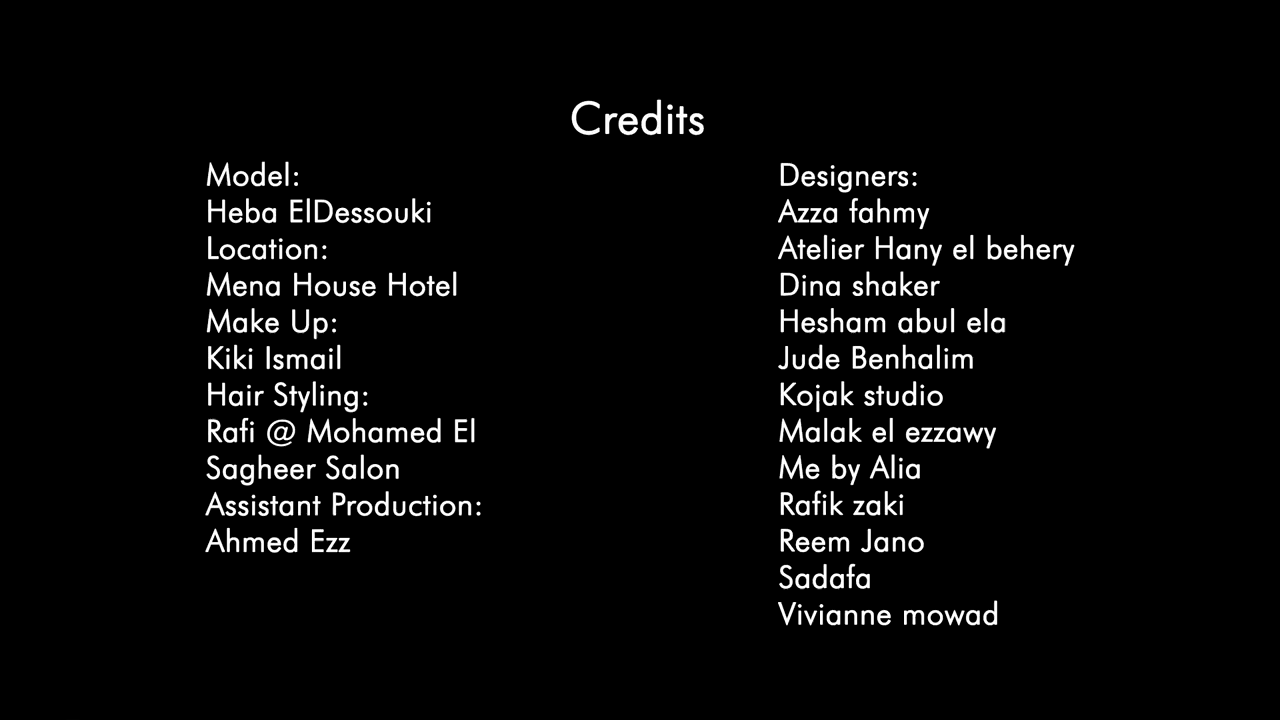 Credits
Model:
Heba ElDessouki
Location:
Mena House Hotel
Make Up:
Kiki Ismail
Hair Styling:
Rafi @ Mohamed El
Sagheer Salon
Assistant Production:
Ahmed Ezz
Designers:
Azza fahmy
Atelier Hany el behery
Dina shaker
Hesham abul ela
Jude Benhalim
Kojak studio
Malak el ezzawy
Me by Alia
Rafik zaki
Reem Jano
Sadafa
Vivianne mowad